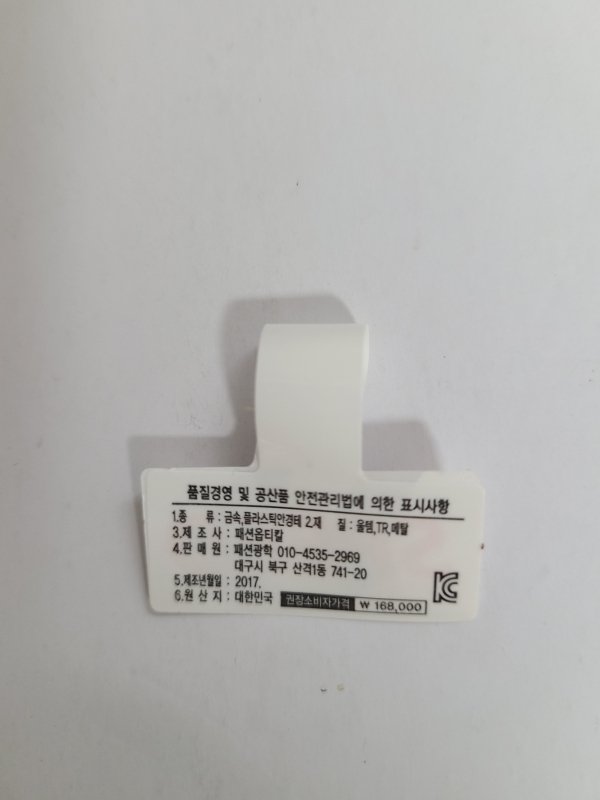 품질경영 및 공산품 안전관리법에 의한 표시사항
1.종 류 : 금속,플라스틱안경테 2.재 질 : 울템,TR,메탈
3.제 조 사 : 패션옵티칼
4.판 매 원 : 패션광학 010-4535-2969
대구시 북구 산격1동 741-20
5.제조년월일 : 2017.
6.원 산 지 : 대한민국 권장소비자가격 ₩ 168,000